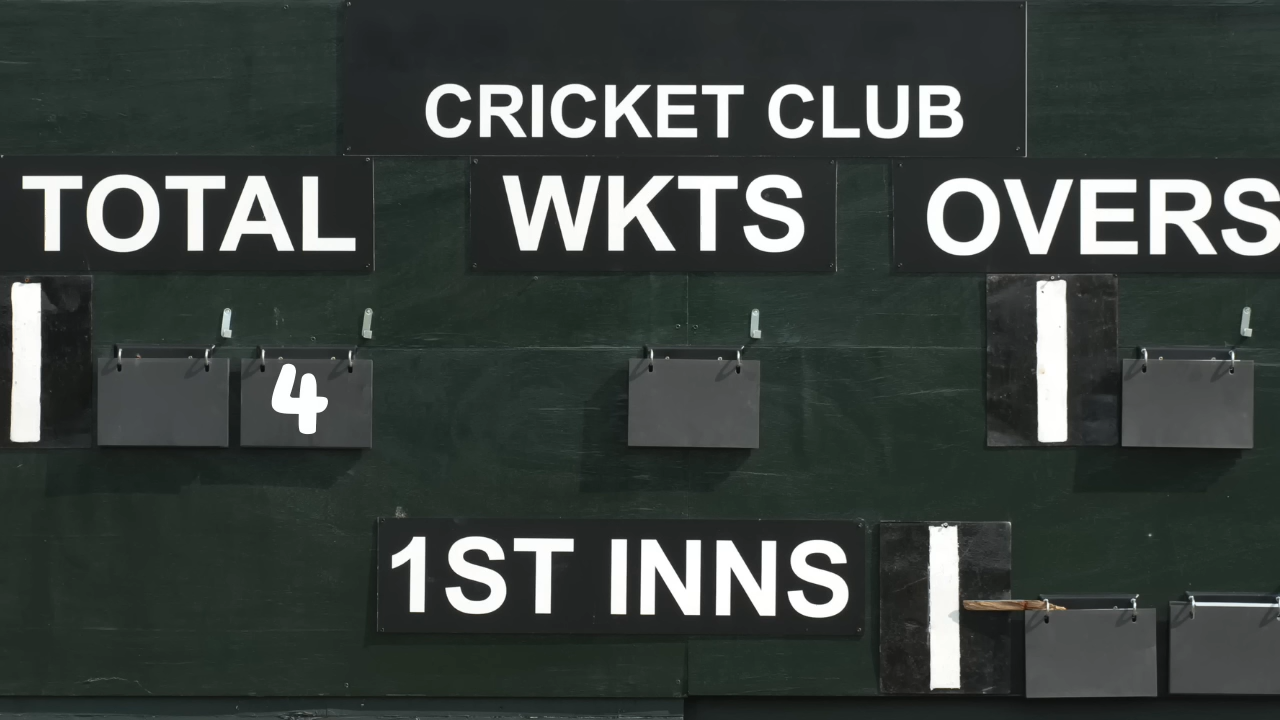 CRICKET CLUB
TOTAL WKTS OVERS
1 4 1
1ST INNS 1